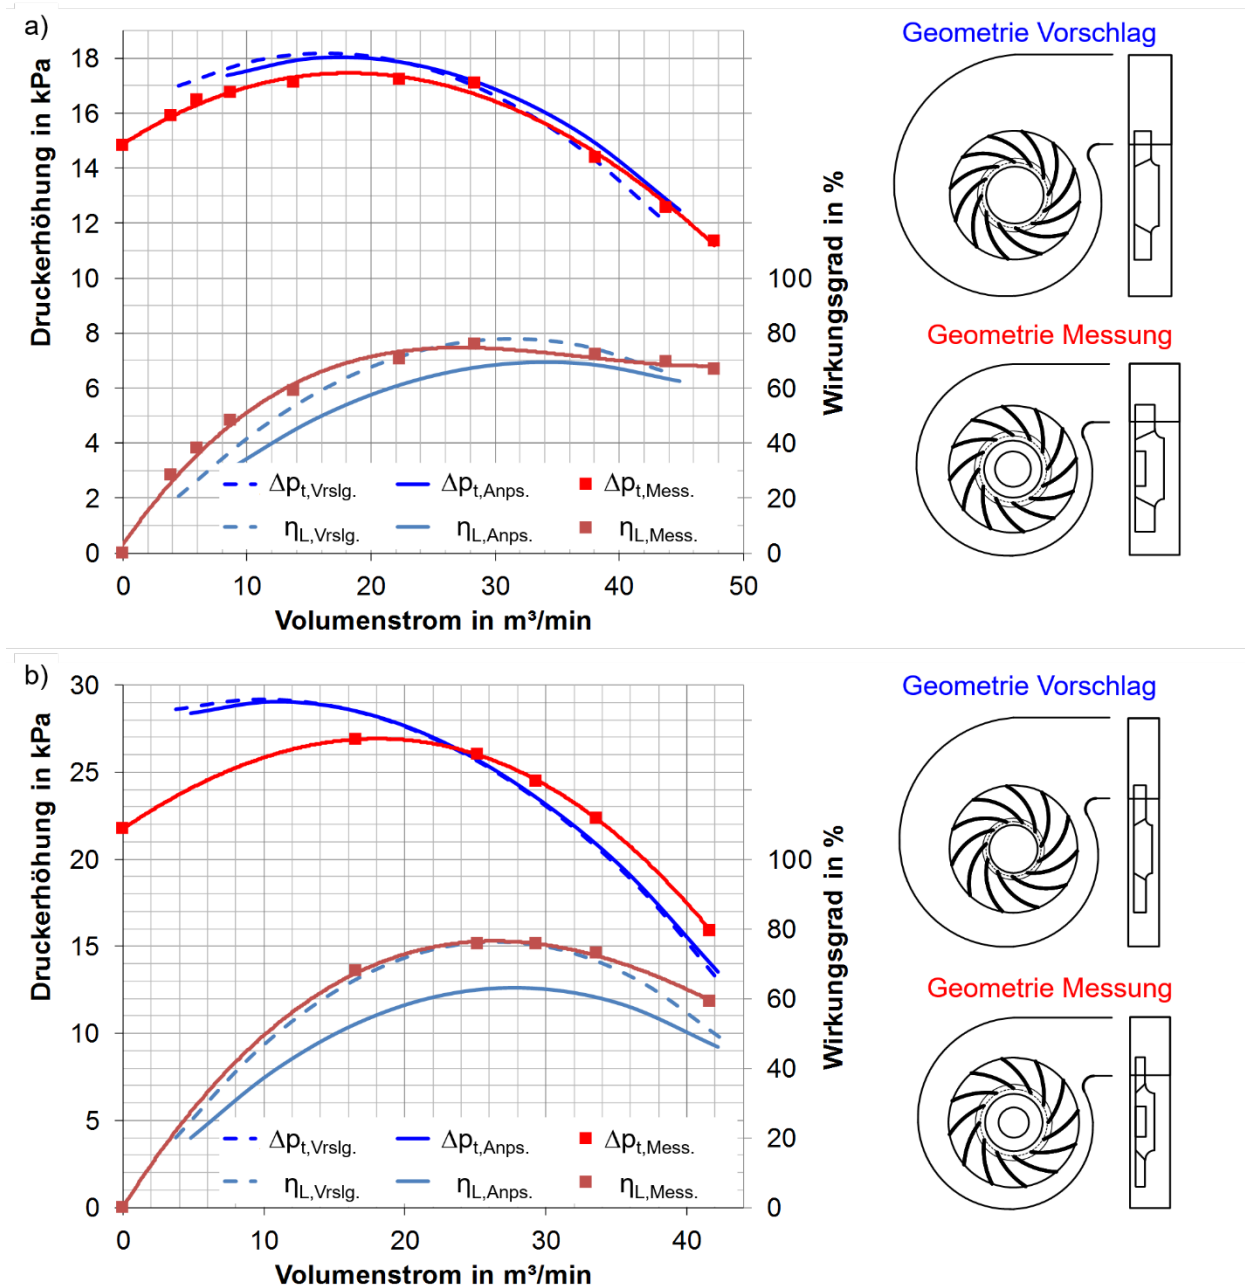 a)
Druckerhöhung in kPa
18
16
14
12
10
8
6
4
2
0
100
80
60
40
20
0
Wirkungsgrad in %
Δpt,Vrslg. Δpt,Anps. Δpt,Mess.
ηL,Vrslg. ηL,Anps. ηL,Mess.
0 10 20 30 40 50
Volumenstrom in m³/min
Geometrie Vorschlag
Geometrie Messung
b)
Druckerhöhung in kPa
30
25
20
15
10
5
0
100
80
60
40
20
0
Wirkungsgrad in %
Δpt,Vrslg. Δpt,Anps. Δpt,Mess.
ηL,Vrslg. ηL,Anps. ηL,Mess.
0 10 20 30 40
Volumenstrom in m³/min
Geometrie Vorschlag
Geometrie Messung